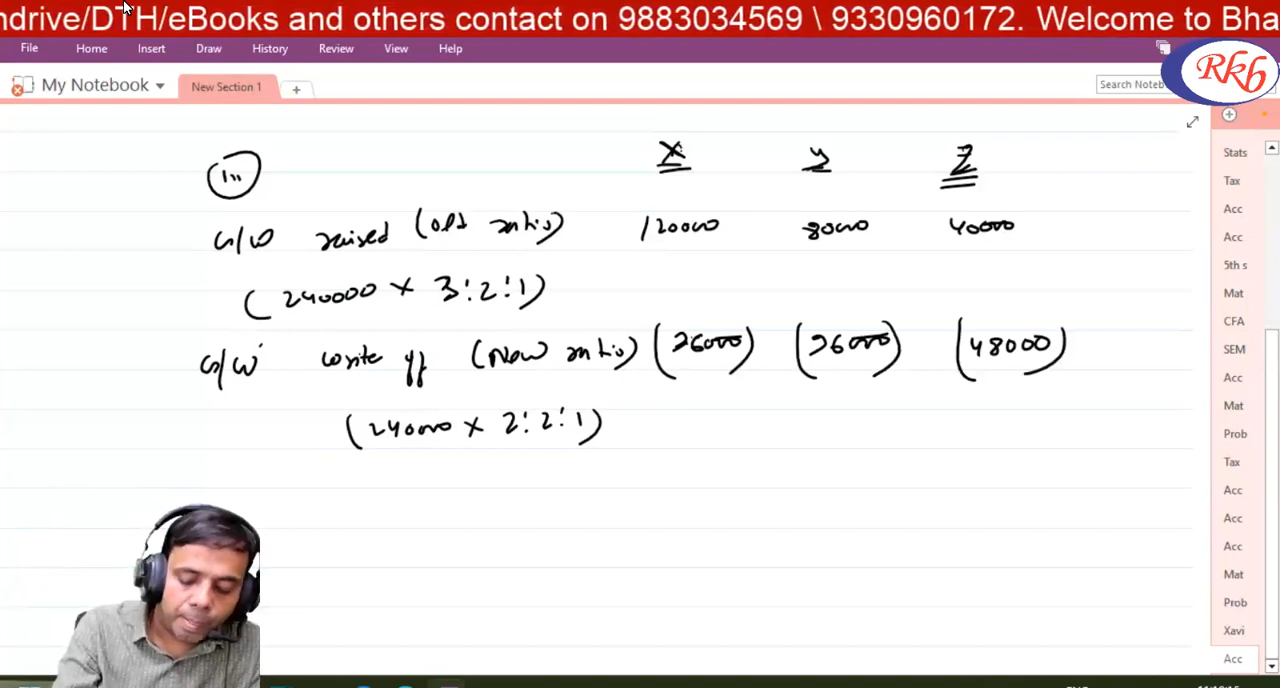 ndrive/DTH/eBooks and others contact on 9883034569 \ 9330960172. Welcome to Bha
File Home Insert Draw History Review View Help
Rkb
My Notebook New Section 1 + Search Noteb
Stats
Tax
Acc
Acc
5th s
Mat
CFA
SEM
Acc
Mat
Prob
Tax
Acc
Acc
Acc
Mat
Prob
Xavi
Acc
X Y Z
G/W raised (old ratio) 120000 80000 40000
(240000 x 3:2:1)
G/W write off (New ratio) (96000) (96000) (48000)
(240000 x 2:2:1)